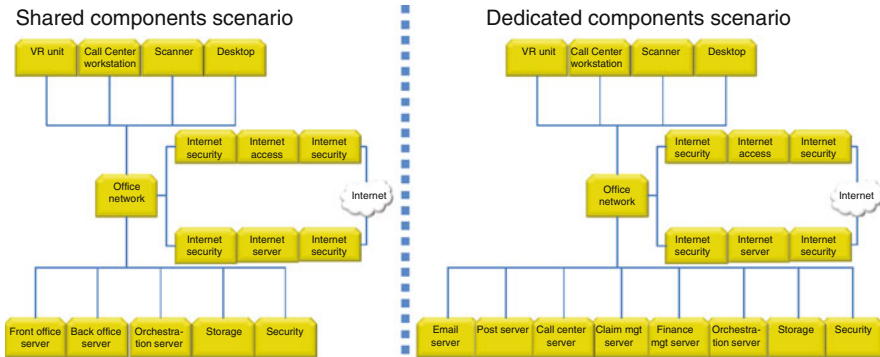 Shared components scenario
VR unit
Call Center
workstation
Scanner
Desktop
Internet
security
Internet
access
Internet
security
Office
network
Internet
Internet
security
Internet
server
Internet
security
Front office
server
Back office
server
Orchestra-
tion server
Storage
Security
Dedicated components scenario
VR unit
Call Center
workstation
Scanner
Desktop
Internet
security
Internet
access
Internet
security
Office
network
Internet
Internet
security
Internet
server
Internet
security
Email
server
Post server
Call center
server
Claim mgt
server
Finance
mgt server
Orchestra-
tion server
Storage
Security